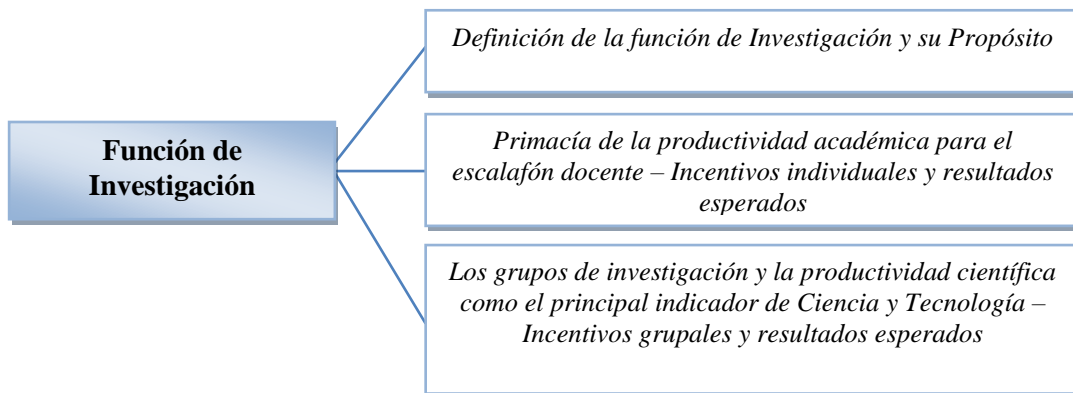 Función de
Investigación
Definición de la función de Investigación y su Propósito
Primacía de la productividad académica para el
escalafón docente – Incentivos individuales y resultados
esperados
Los grupos de investigación y la productividad científica
como el principal indicador de Ciencia y Tecnología –
Incentivos grupales y resultados esperados